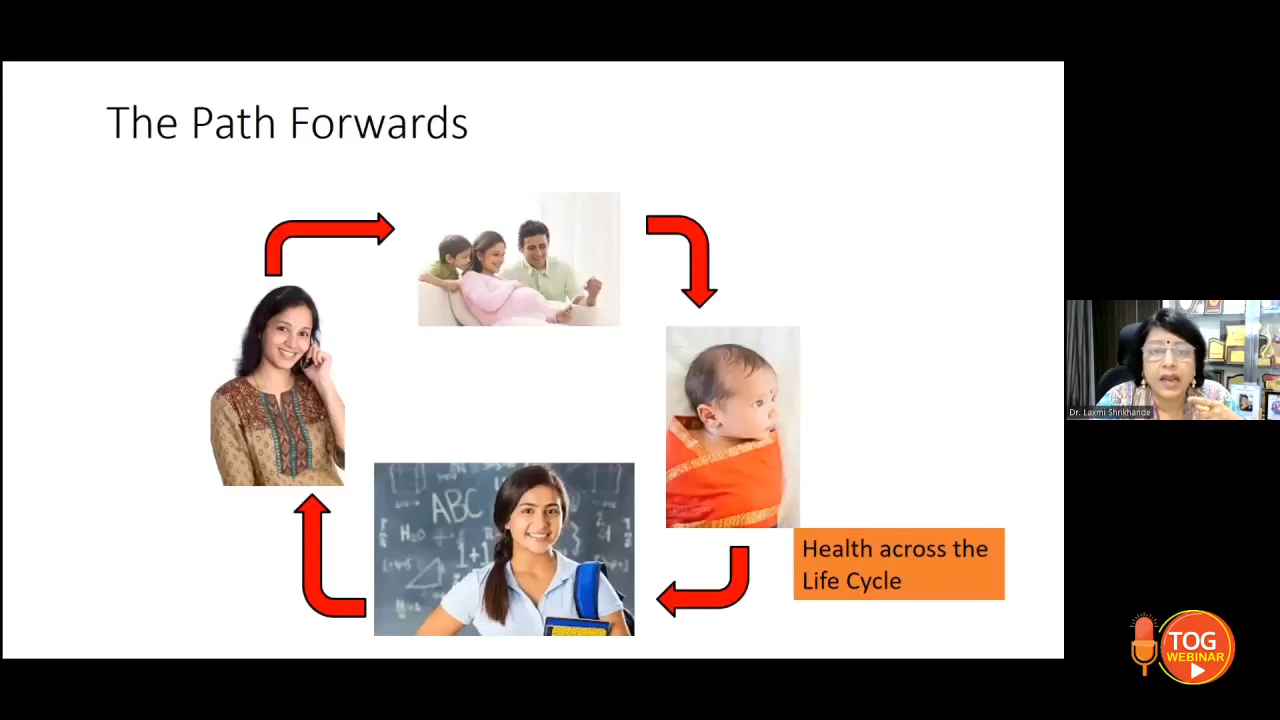 The Path Forwards
ABC
H₂O
1+1
Health across the
Life Cycle
Dr. Laxmi Shrikhande
TOG
WEBINAR